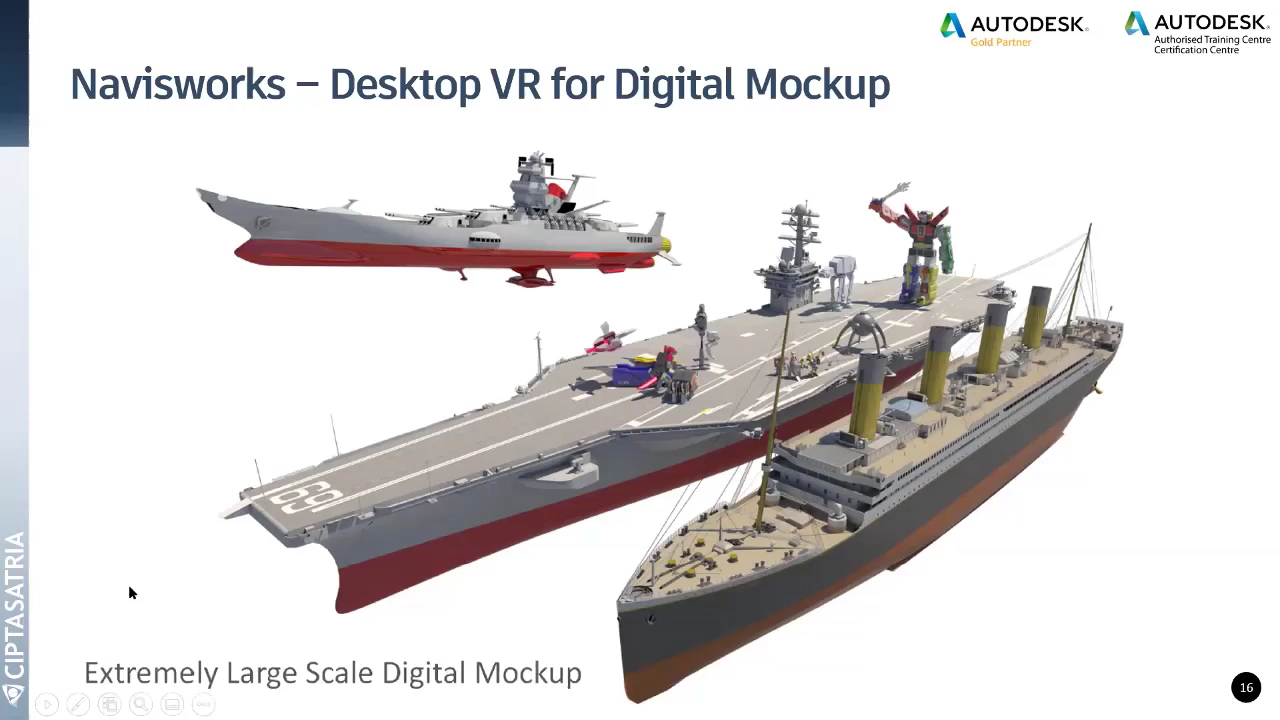 AUTODESK®
Gold Partner
AUTODESK®
Authorised Training Centre
Certification Centre
Navisworks – Desktop VR for Digital Mockup
69
Extremely Large Scale Digital Mockup
CIPTASATRIA
16